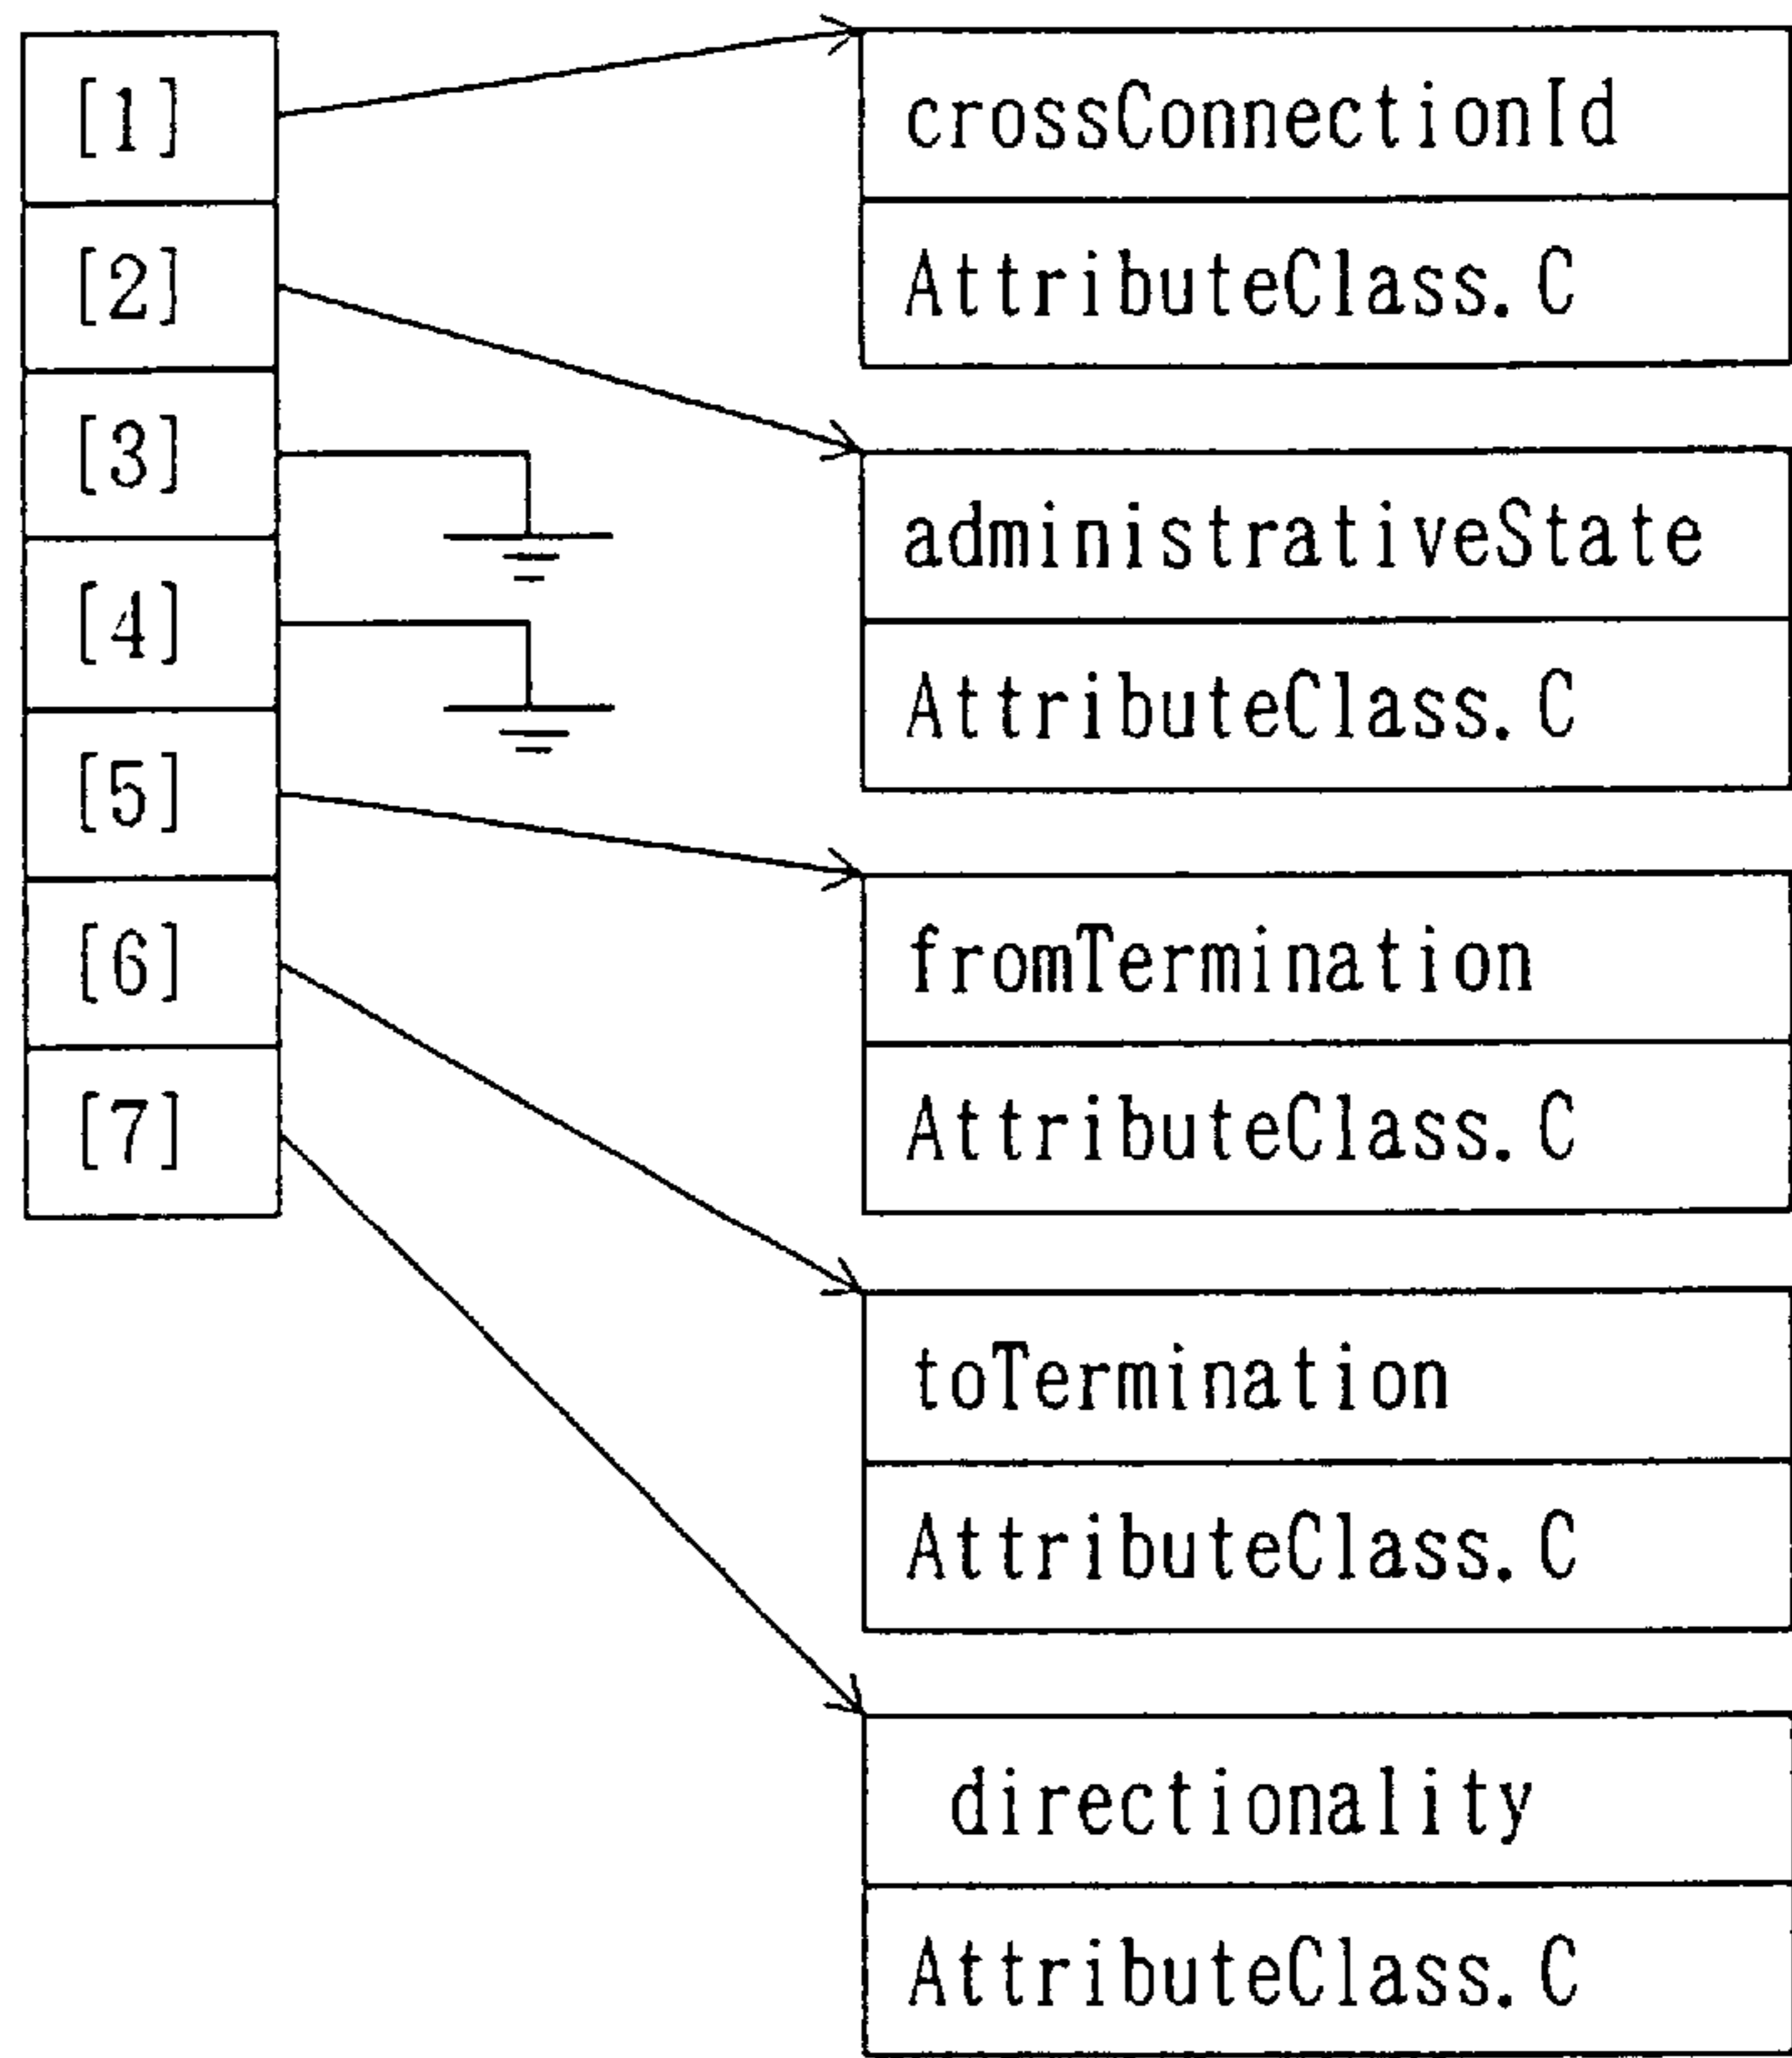 [1]
[2]
[3]
[4]
[5]
[6]
[7]
crossConnectionId
AttributeClass.C
administrativeState
AttributeClass.C
fromTermination
AttributeClass.C
toTermination
AttributeClass.C
directionality
AttributeClass.C